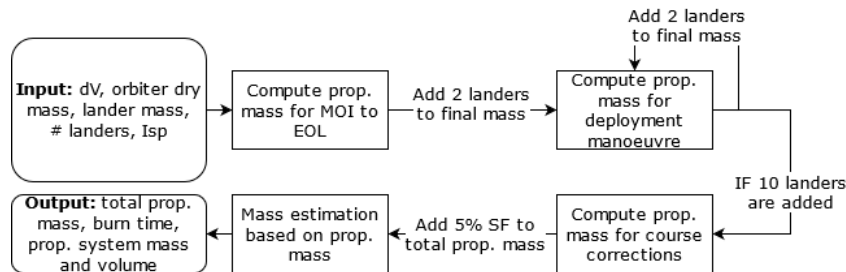 Add 2 landers
to final mass
Input: dV, orbiter dry
mass, lander mass,
# landers, Isp
Compute prop.
mass for MOI to
EOL
Add 2 landers
to final mass
Compute prop.
mass for
deployment
manoeuvre
IF 10 landers
are added
Output: total prop.
mass, burn time,
prop. system mass
and volume
Mass estimation
based on prop.
mass
Add 5% SF to
total prop. mass
Compute prop.
mass for course
corrections